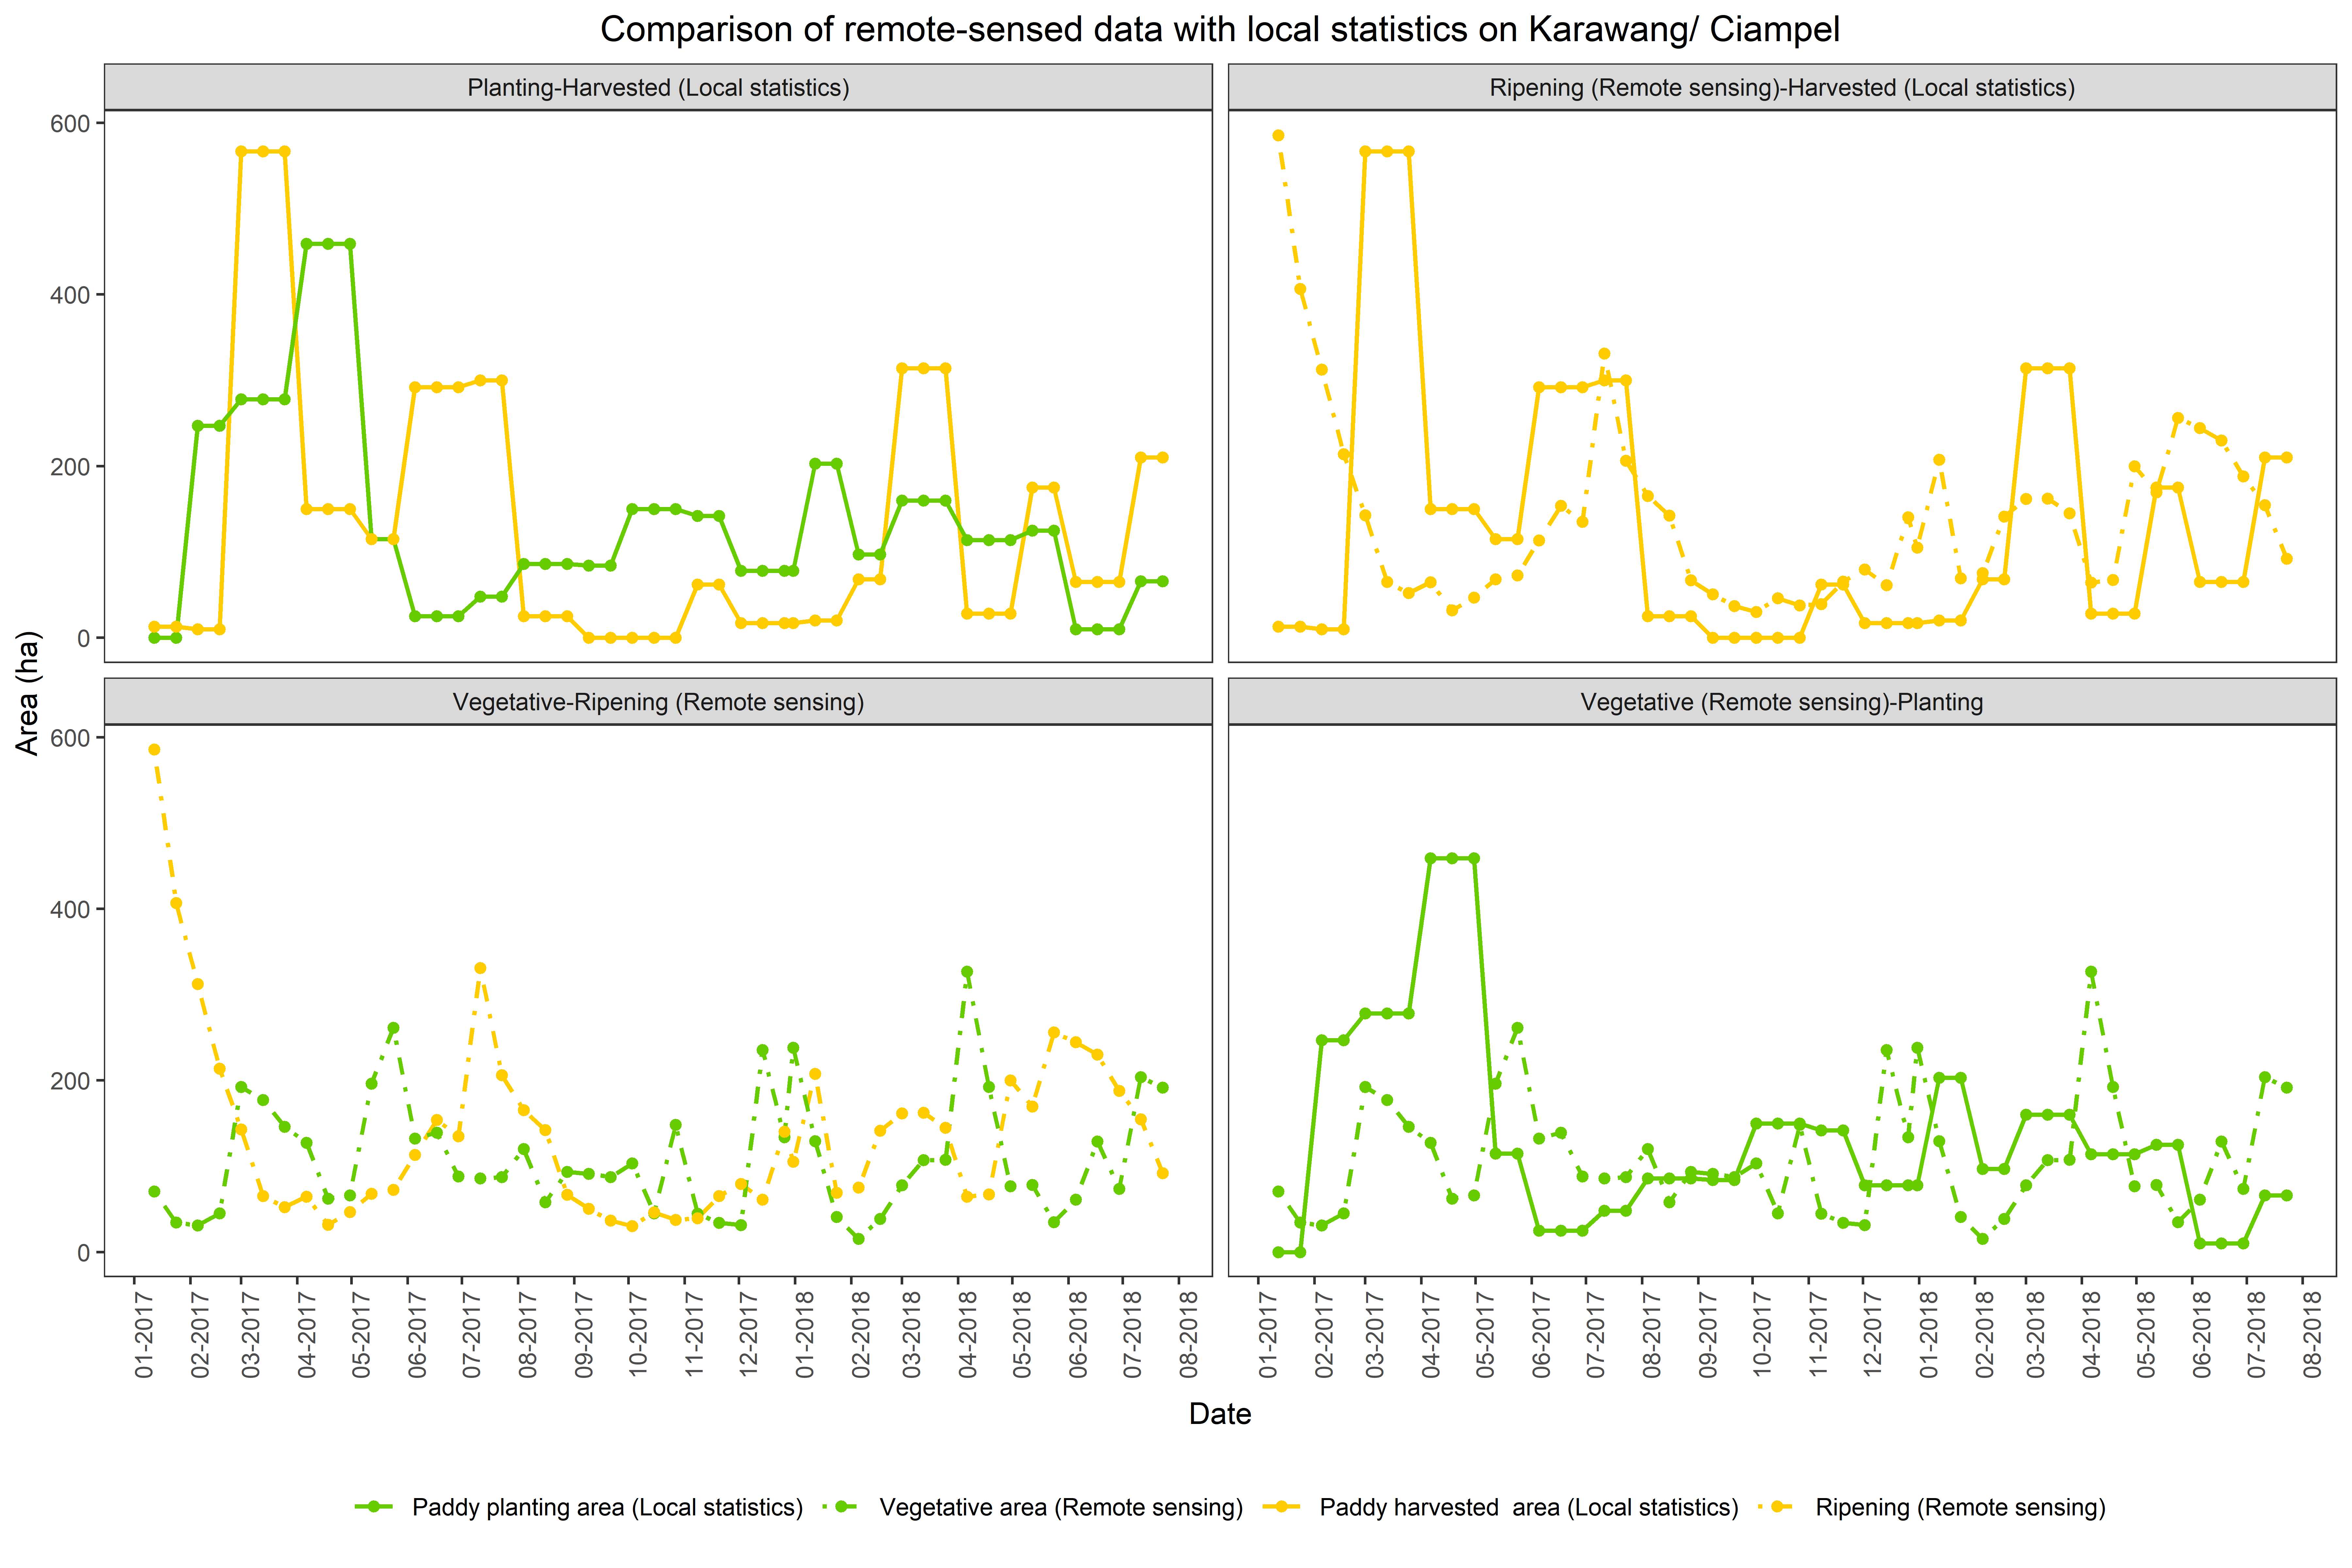 Comparison of remote-sensed data with local statistics on Karawang/ Ciampel
Planting-Harvested (Local statistics)
Ripening (Remote sensing)-Harvested (Local statistics)
600
400
200
0
Vegetative-Ripening (Remote sensing)
Vegetative (Remote sensing)-Planting
600
400
200
0
Area (ha)
01-2017 02-2017 03-2017 04-2017 05-2017 06-2017 07-2017 08-2017 09-2017 10-2017 11-2017 12-2017 01-2018 02-2018 03-2018 04-2018 05-2018 06-2018 07-2018 08-2018
01-2017 02-2017 03-2017 04-2017 05-2017 06-2017 07-2017 08-2017 09-2017 10-2017 11-2017 12-2017 01-2018 02-2018 03-2018 04-2018 05-2018 06-2018 07-2018 08-2018
Date
Paddy planting area (Local statistics) Vegetative area (Remote sensing) Paddy harvested  area (Local statistics) Ripening (Remote sensing)